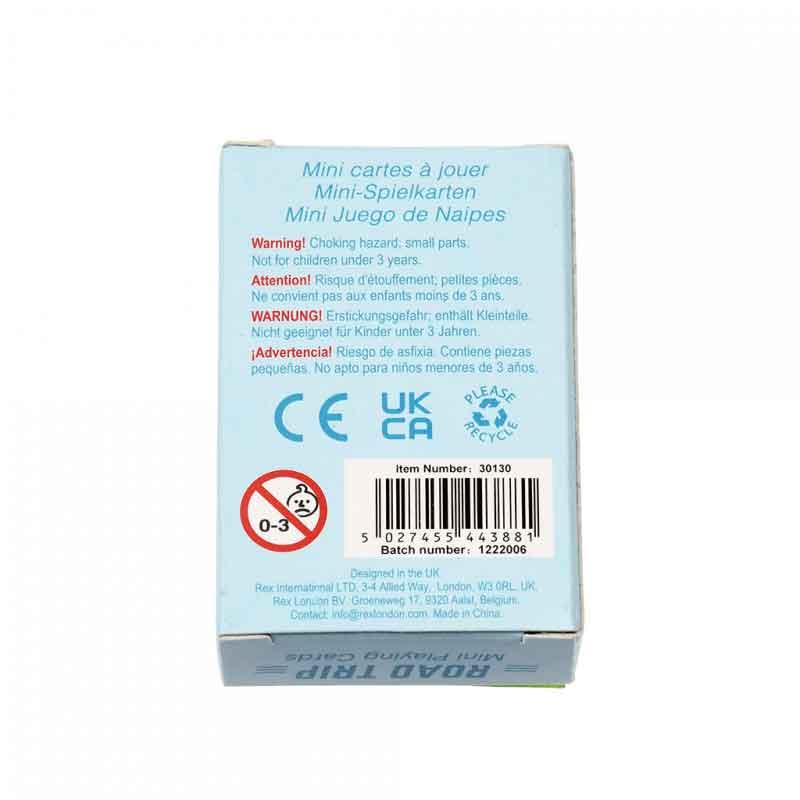 Mini cartes à jouer
Mini-Spielkarten
Mini Juego de Naipes
Warning! Choking hazard; small parts.
Not for children under 3 years.
Attention! Risque d'étouffement; petites pièces.
Ne convient pas aux enfants moins de 3 ans.
WARNUNG! Erstickungsgefahr; enthält Kleinteile.
Nicht geeignet für Kinder unter 3 Jahren.
¡Advertencia! Riesgo de asfixia. Contiene piezas
pequeñas. No apto para niños menores de 3 años.
CE
UK
CA
PLEASE
RECYCLE
0-3
Item Number: 30130
5 027455 443881
Batch number: 1222006
Designed in the UK
Rex International LTD, 3-4 Allied Way, London, W3 0RL, UK.
Rex London BV. Groeneweg 17, 9320 Aalst, Belgium.
Contact: info@rexlondon.com. Made in China.
ROAD TRIP
Mini Playing Cards